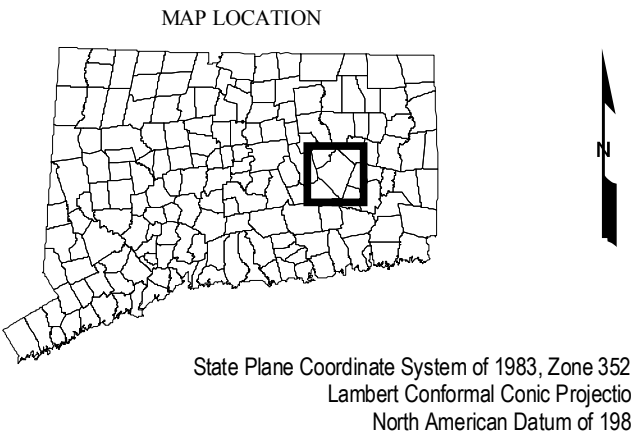 MAP LOCATION
N
State Plane Coordinate System of 1983, Zone 352
Lambert Conformal Conic Projectio
North American Datum of 198